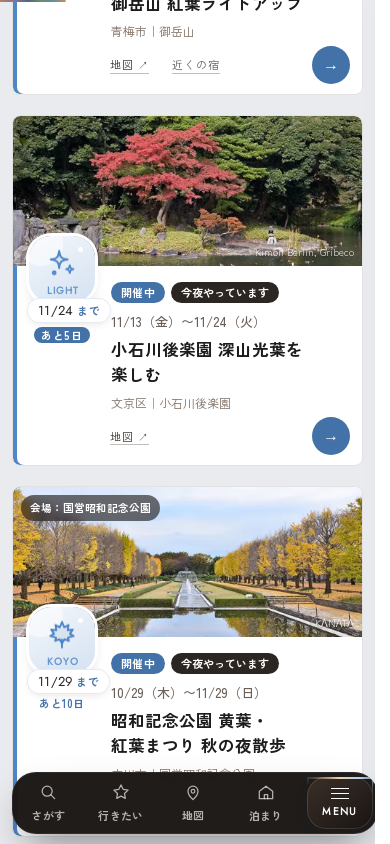 御岳山 紅葉ライトアップ
青梅市｜御岳山
地図 ↗ 近くの宿
→
Kimon Berlin, Gribeco
LIGHT
11/24 まで
あと5日
開催中 今夜やっています
11/13（金）〜11/24（火）
小石川後楽園 深山光葉を
楽しむ
文京区｜小石川後楽園
地図 ↗
→
会場：国営昭和記念公園
KANATA
KOYO
11/29 まで
あと10日
開催中 今夜やっています
10/29（木）〜11/29（日）
昭和記念公園 黄葉・
紅葉まつり 秋の夜散歩
さがす 行きたい 地図 泊まり MENU